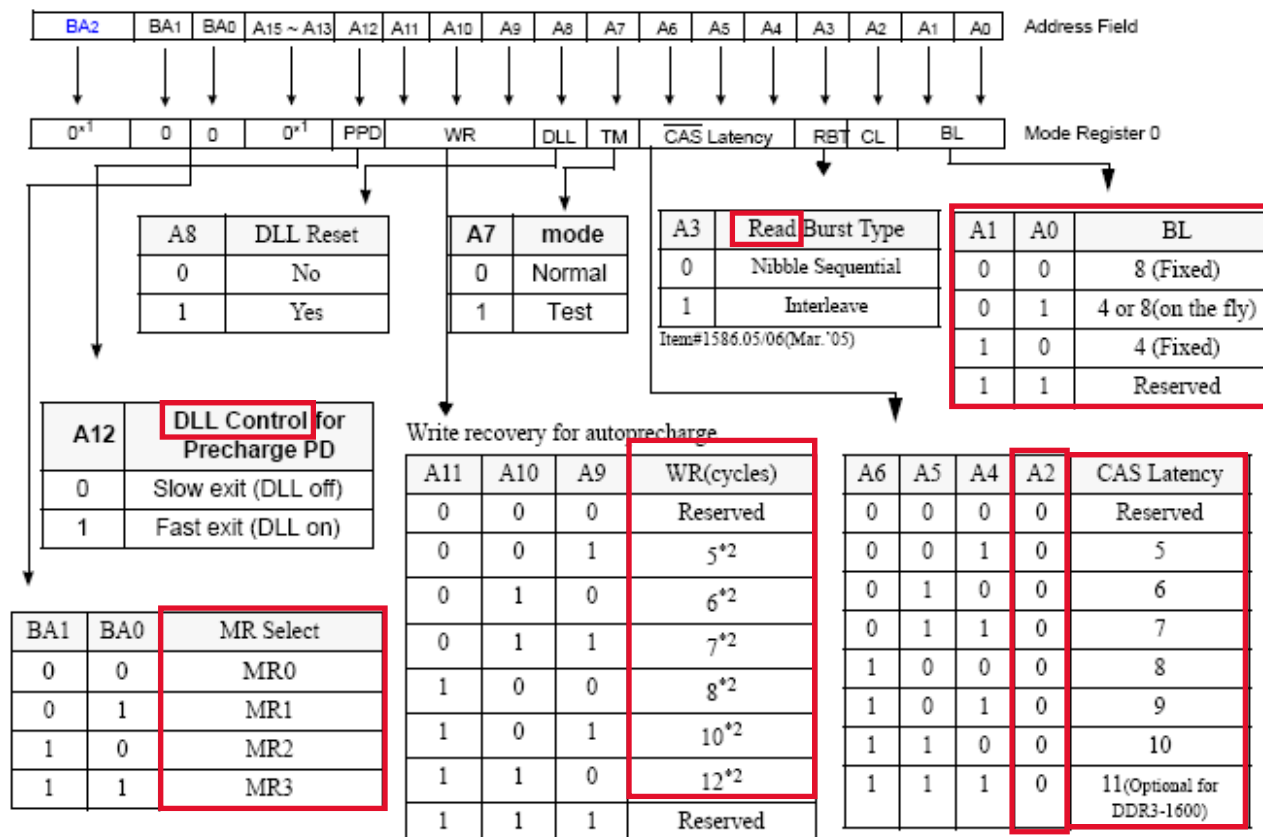 BA2 BA1 BA0 A15 ~ A13 A12 A11 A10 A9 A8 A7 A6 A5 A4 A3 A2 A1 A0 Address Field
0*1 0 0 0*1 PPD WR DLL TM CAS Latency RBT CL BL Mode Register 0
A8 DLL Reset
0 No
1 Yes
A7 mode
0 Normal
1 Test
A3 Read Burst Type
0 Nibble Sequential
1 Interleave
Item#1586.05/06(Mar.'05)
A1 A0 BL
0 0 8 (Fixed)
0 1 4 or 8(on the fly)
1 0 4 (Fixed)
1 1 Reserved
A12 DLL Control for
Precharge PD
0 Slow exit (DLL off)
1 Fast exit (DLL on)
BA1 BA0 MR Select
0 0 MR0
0 1 MR1
1 0 MR2
1 1 MR3
Write recovery for autoprecharge
A11 A10 A9 WR(cycles)
0 0 0 Reserved
0 0 1 5*2
0 1 0 6*2
0 1 1 7*2
1 0 0 8*2
1 0 1 10*2
1 1 0 12*2
1 1 1 Reserved
A6 A5 A4 A2 CAS Latency
0 0 0 0 Reserved
0 0 1 0 5
0 1 0 0 6
0 1 1 0 7
1 0 0 0 8
1 0 1 0 9
1 1 0 0 10
1 1 1 0 11(Optional for
DDR3-1600)